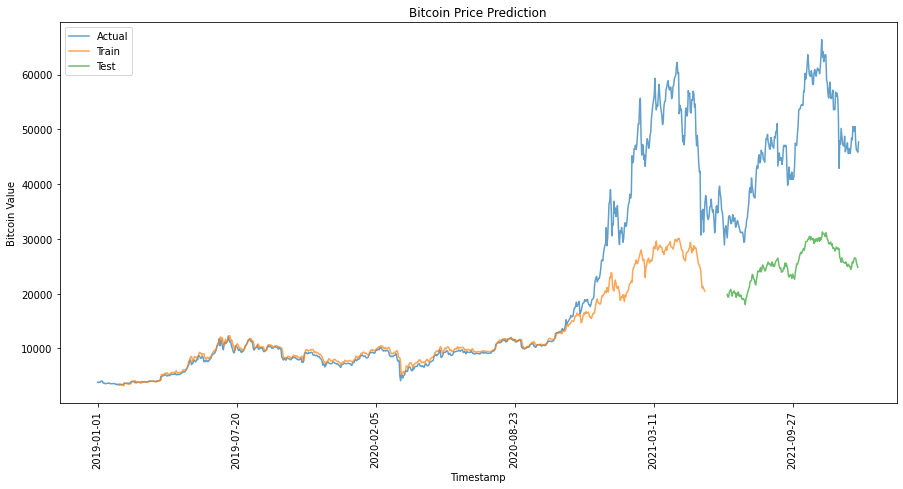 Bitcoin Price Prediction
Actual
Train
Test
60000
50000
40000
30000
20000
10000
Bitcoin Value
2019-01-01
2019-07-20
2020-02-05
2020-08-23
2021-03-11
2021-09-27
Timestamp